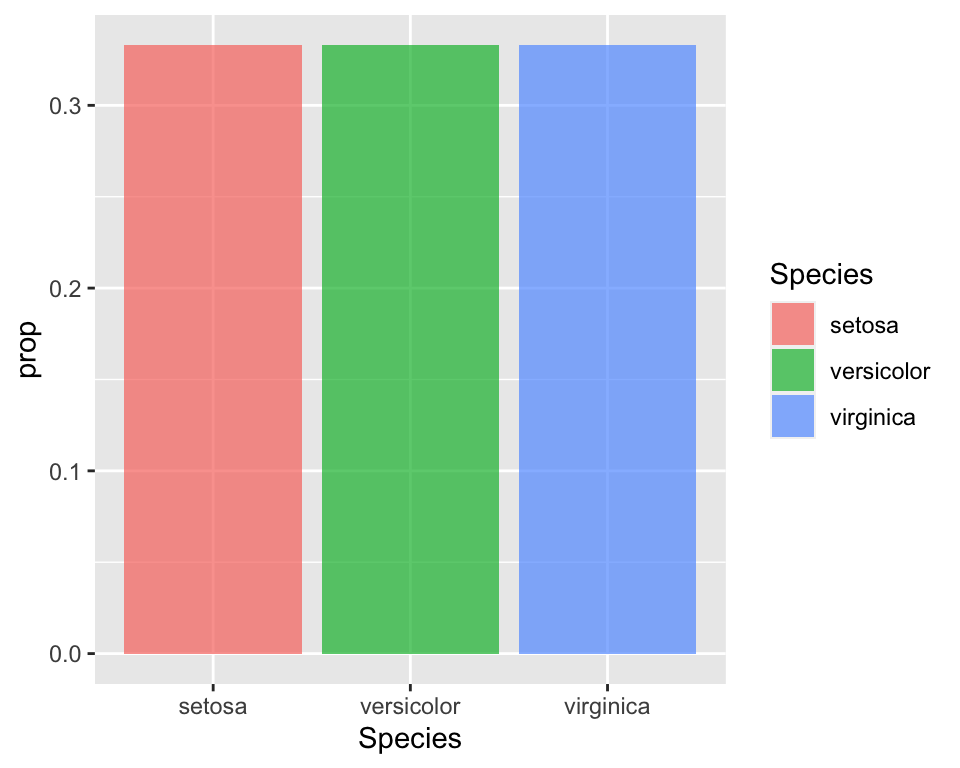 prop
0.3
0.2
0.1
0.0
setosa versicolor virginica
Species
Species
setosa
versicolor
virginica